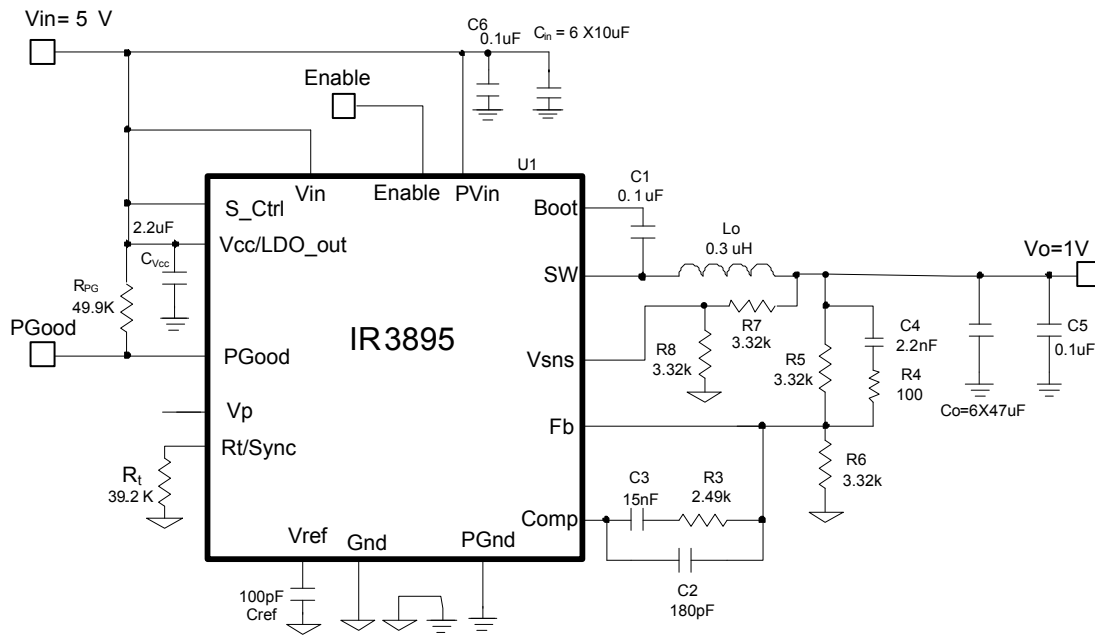 Vin= 5 V
C6
0.1uF
Cin = 6 X10uF
Enable
U1
Vin
Enable
PVin
C1
0.1uF
S_Ctrl
Boot
2.2uF
Vcc/LDO_out
CVcc
Lo
0.3 uH
Vo=1V
SW
RPG
49.9K
PGood
IR3895
R7
3.32k
C4
2.2nF
C5
0.1uF
R8
3.32k
R5
3.32k
PGood
Vsns
R4
100
Co=6X47uF
Vp
Fb
Rt/Sync
Rt
39.2 K
R6
3.32k
C3
15nF
R3
2.49k
Comp
Vref
Gnd
PGnd
C2
180pF
100pF
Cref